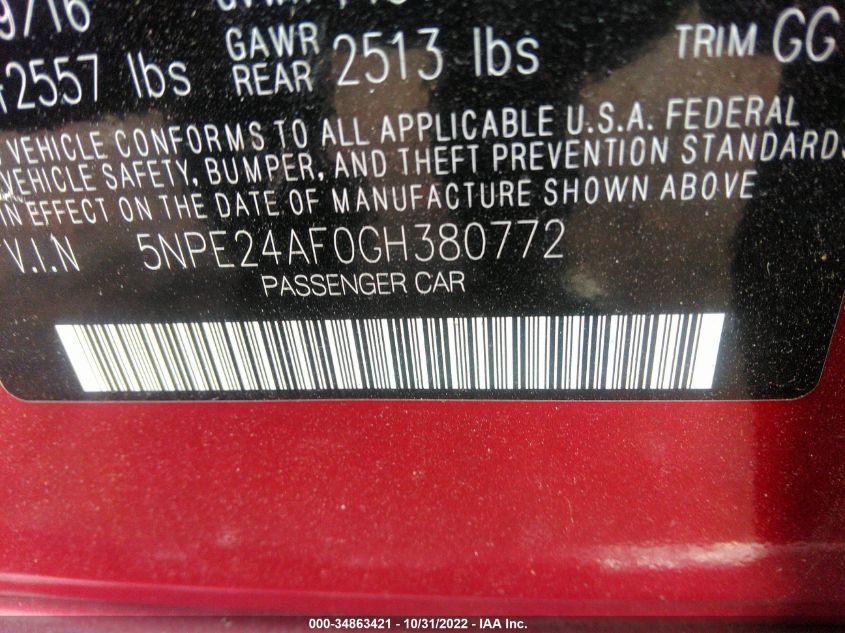 9/16
GAWR
REAR 2513 lbs
TRIM GG
2557 lbs
VEHICLE CONFORMS TO ALL APPLICABLE U.S.A. FEDERAL
VEHICLE SAFETY, BUMPER, AND THEFT PREVENTION STANDARD
IN EFFECT ON THE DATE OF MANUFACTURE SHOWN ABOVE
V.I.N 5NPE24AF0GH380772
PASSENGER CAR
000-34863421 - 10/31/2022 - IAA Inc.